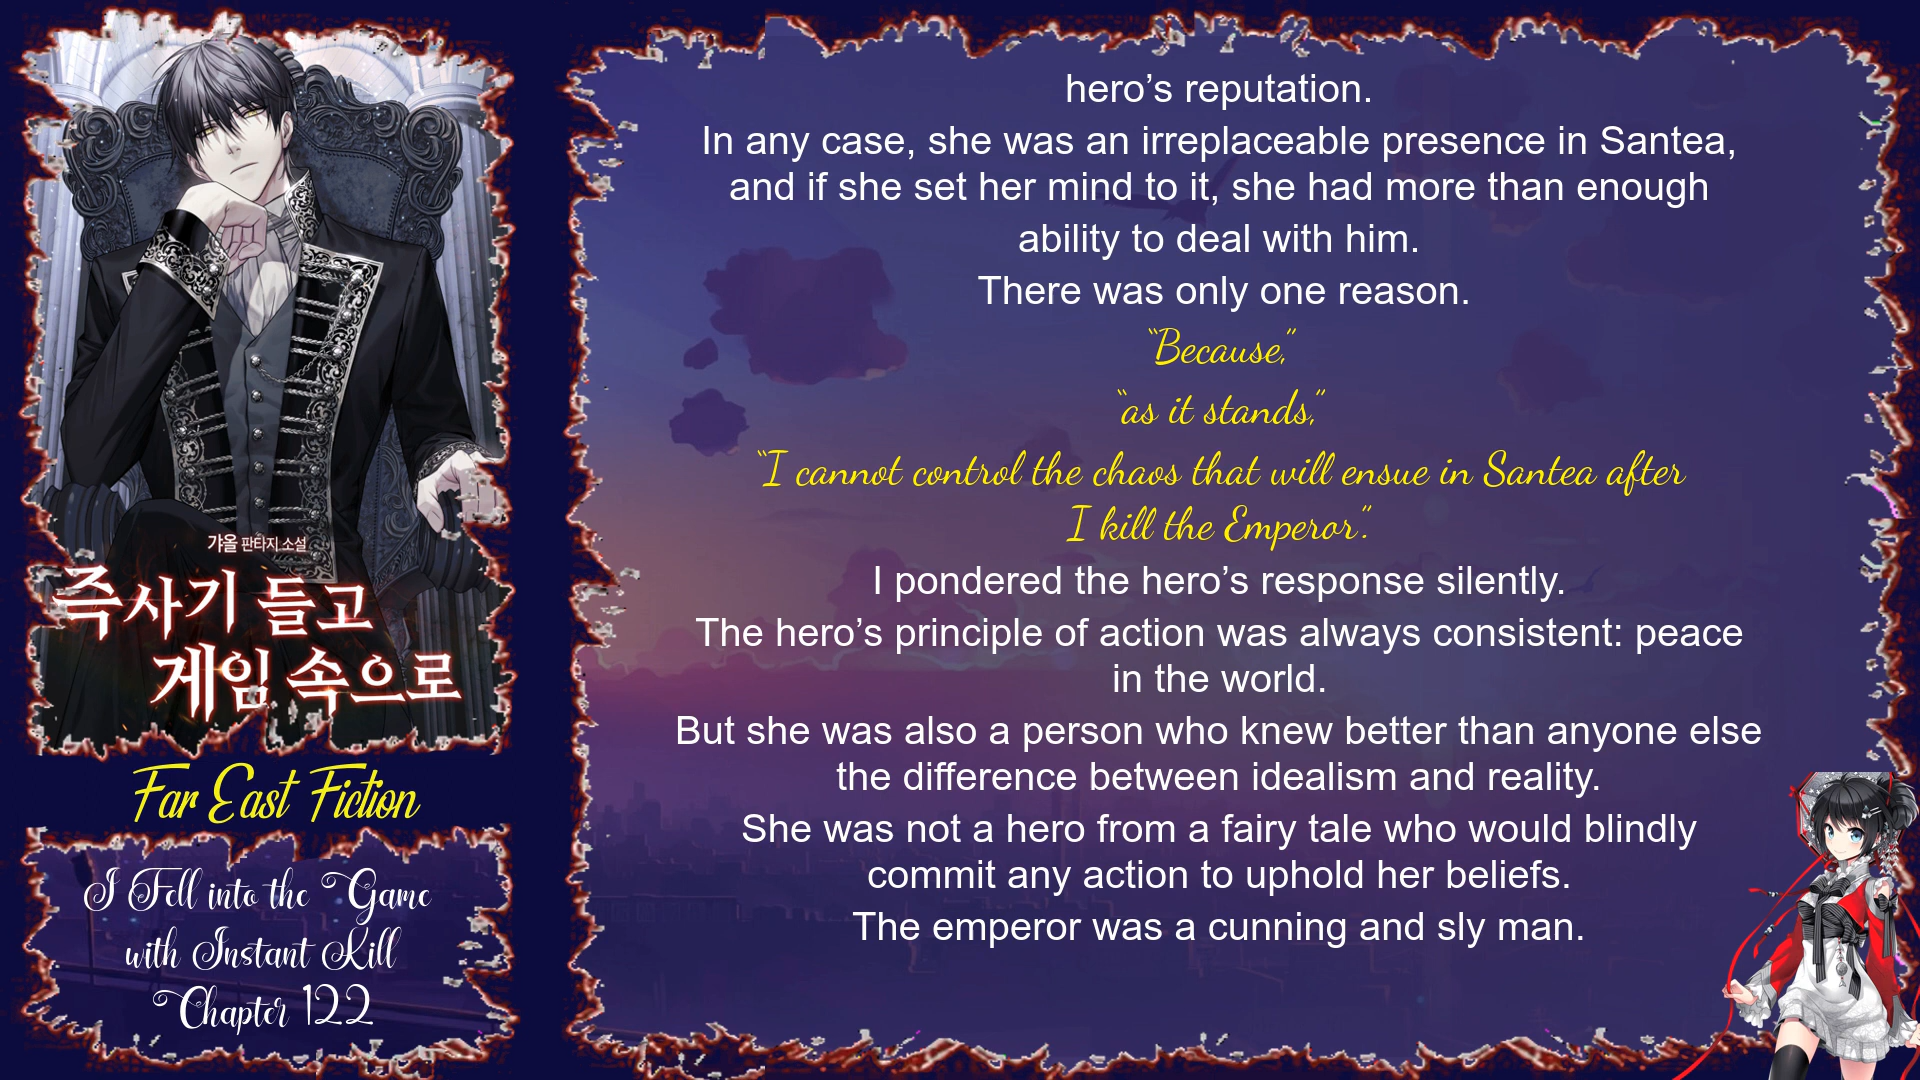 갸올 판타지 소설
즉사기 들고
게임 속으로
Far East Fiction
I Fell into the Game
with Instant Kill
Chapter 122
hero’s reputation.
In any case, she was an irreplaceable presence in Santea,
and if she set her mind to it, she had more than enough
ability to deal with him.
There was only one reason.
“Because,”
“as it stands,”
“I cannot control the chaos that will ensue in Santea after
I kill the Emperor”.
I pondered the hero’s response silently.
The hero’s principle of action was always consistent: peace
in the world.
But she was also a person who knew better than anyone else
the difference between idealism and reality.
She was not a hero from a fairy tale who would blindly
commit any action to uphold her beliefs.
The emperor was a cunning and sly man.